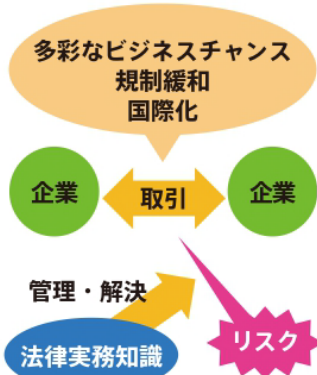 多彩なビジネスチャンス
規制緩和
国際化
企業
取引
企業
管理・解決
リスク
法律実務知識